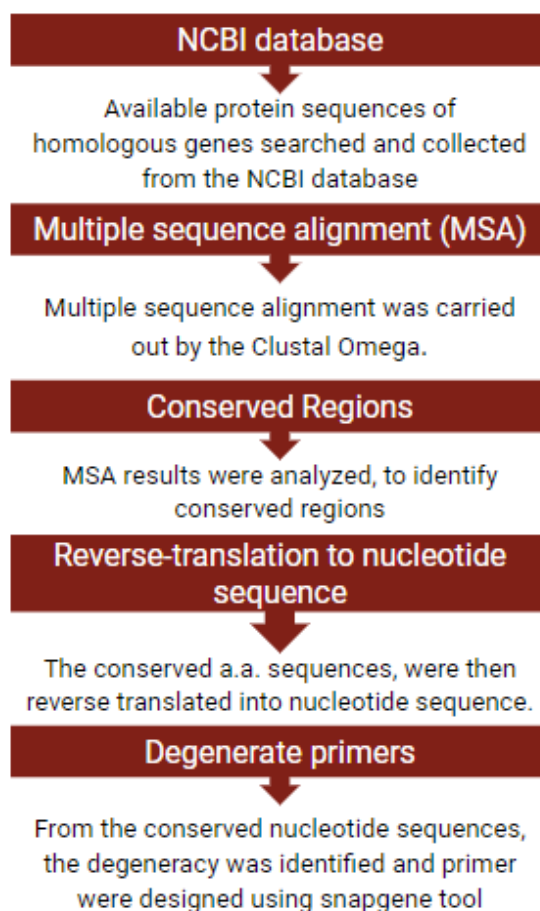 NCBI database
Available protein sequences of
homologous genes searched and collected
from the NCBI database
Multiple sequence alignment (MSA)
Multiple sequence alignment was carried
out by the Clustal Omega.
Conserved Regions
MSA results were analyzed, to identify
conserved regions
Reverse-translation to nucleotide
sequence
The conserved a.a. sequences, were then
reverse translated into nucleotide sequence.
Degenerate primers
From the conserved nucleotide sequences,
the degeneracy was identified and primer
were designed using snapgene tool